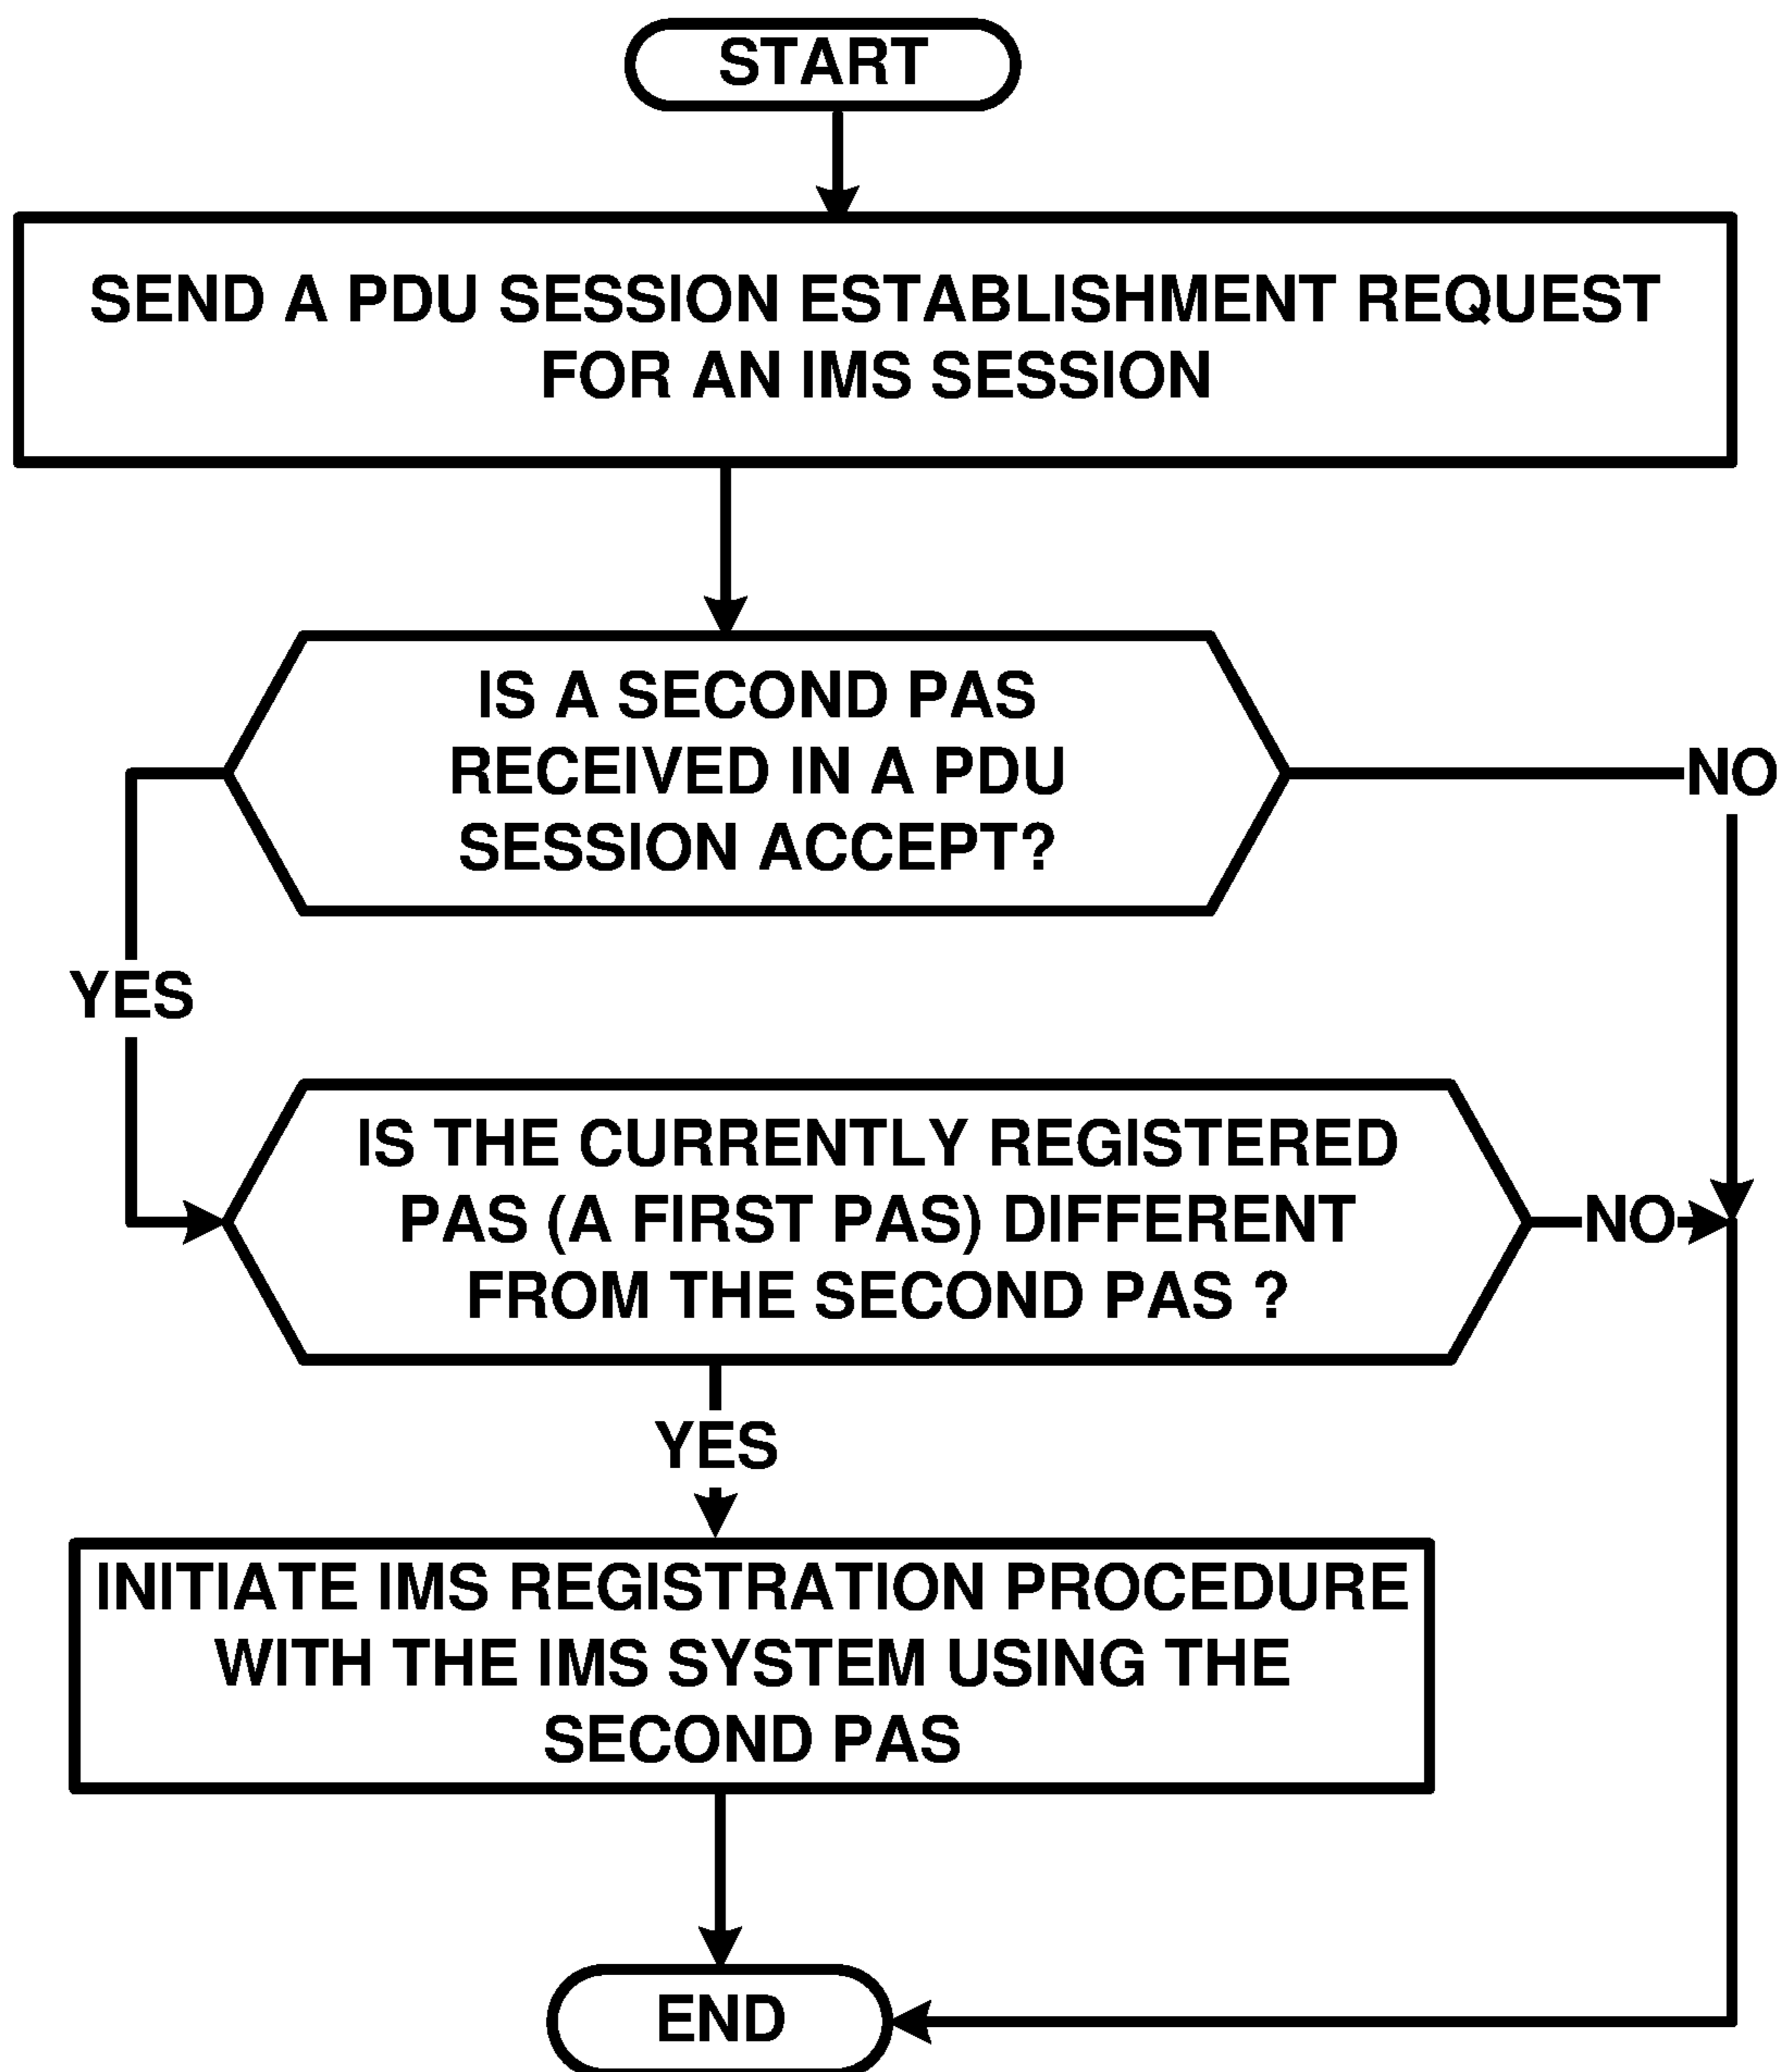 START
SEND A PDU SESSION ESTABLISHMENT REQUEST
FOR AN IMS SESSION
IS A SECOND PAS
RECEIVED IN A PDU
SESSION ACCEPT?
NO
YES
IS THE CURRENTLY REGISTERED
PAS (A FIRST PAS) DIFFERENT
FROM THE SECOND PAS ?
NO
YES
INITIATE IMS REGISTRATION PROCEDURE
WITH THE IMS SYSTEM USING THE
SECOND PAS
END